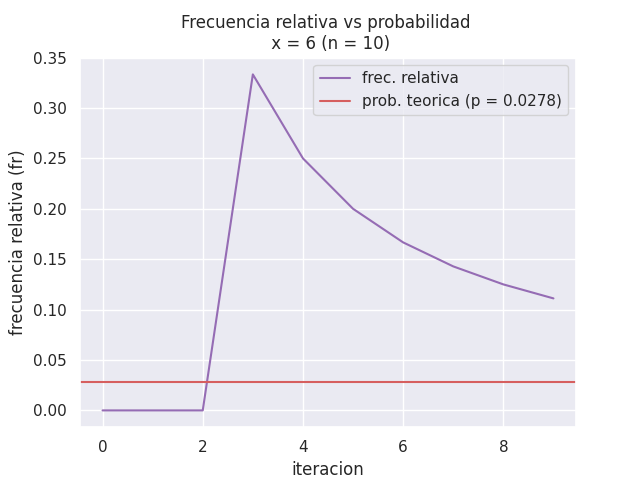 Frecuencia relativa vs probabilidad
x = 6 (n = 10)
frec. relativa
prob. teorica (p = 0.0278)
frecuencia relativa (fr)
0.35
0.30
0.25
0.20
0.15
0.10
0.05
0.00
0 2 4 6 8
iteracion